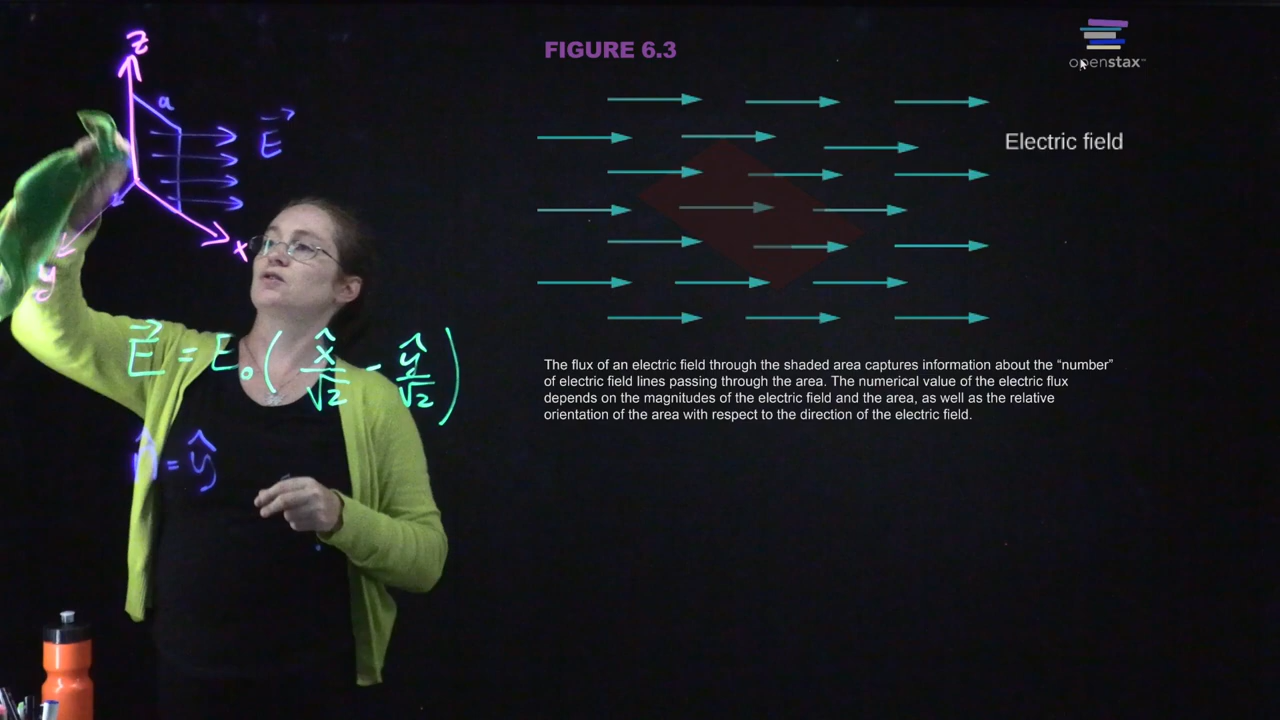 z
a
E⃗
x
y
E⃗ = E₀ ( x̂/√2 - ŷ/√2 )
n̂ = ŷ
FIGURE 6.3
openstax™
Electric field
The flux of an electric field through the shaded area captures information about the “number”
of electric field lines passing through the area. The numerical value of the electric flux
depends on the magnitudes of the electric field and the area, as well as the relative
orientation of the area with respect to the direction of the electric field.